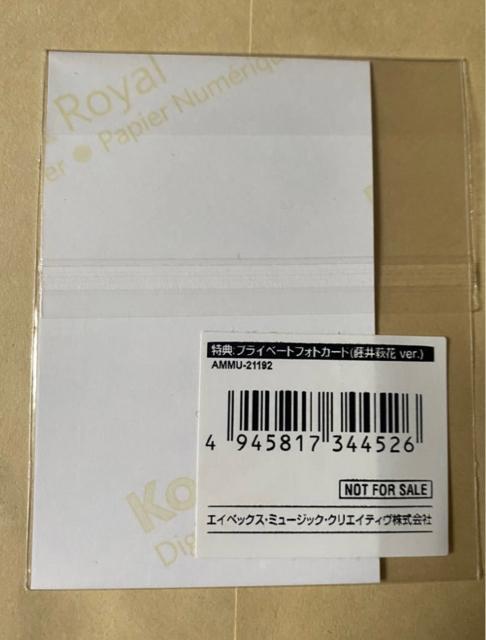 Royal
er ● Papier Numériqu
Ko
Dig
特典:プライベートフォトカード(藤井萩花 ver.)
AMMU-21192
4 945817 344526
NOT FOR SALE
エイベックス・ミュージック・クリエイティヴ株式会社